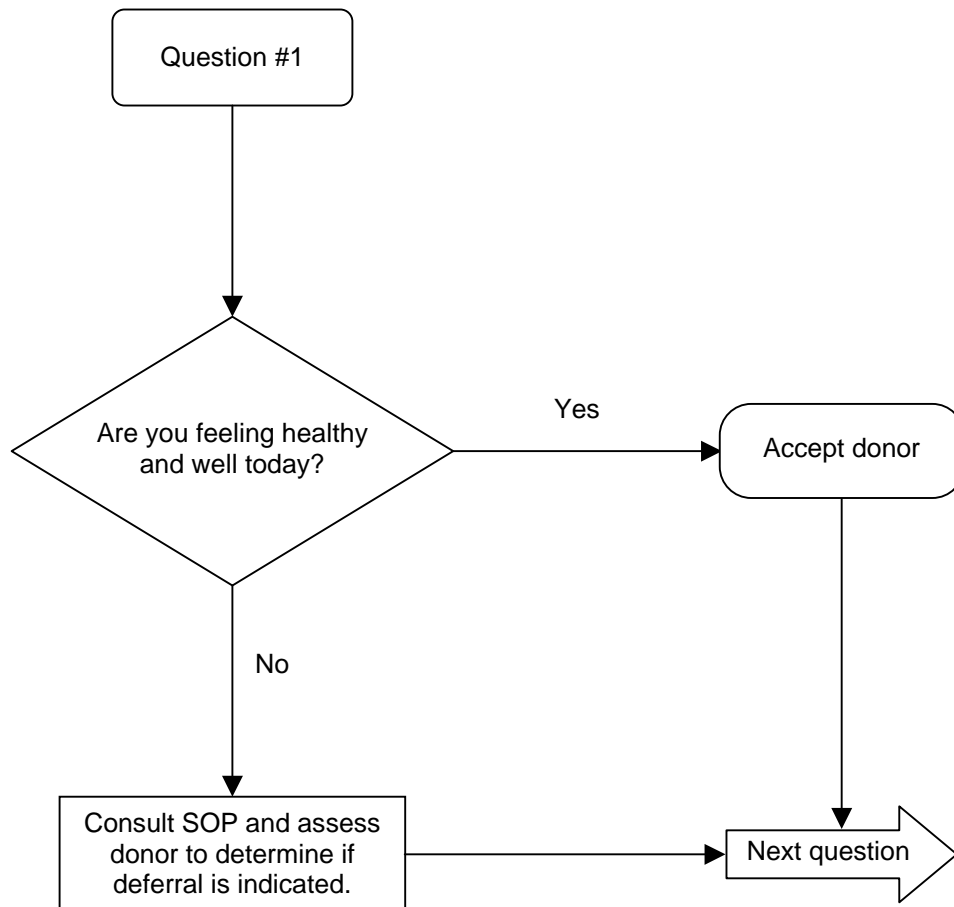 Question #1
Are you feeling healthy
and well today?
Yes
Accept donor
No
Consult SOP and assess
donor to determine if
deferral is indicated.
Next question